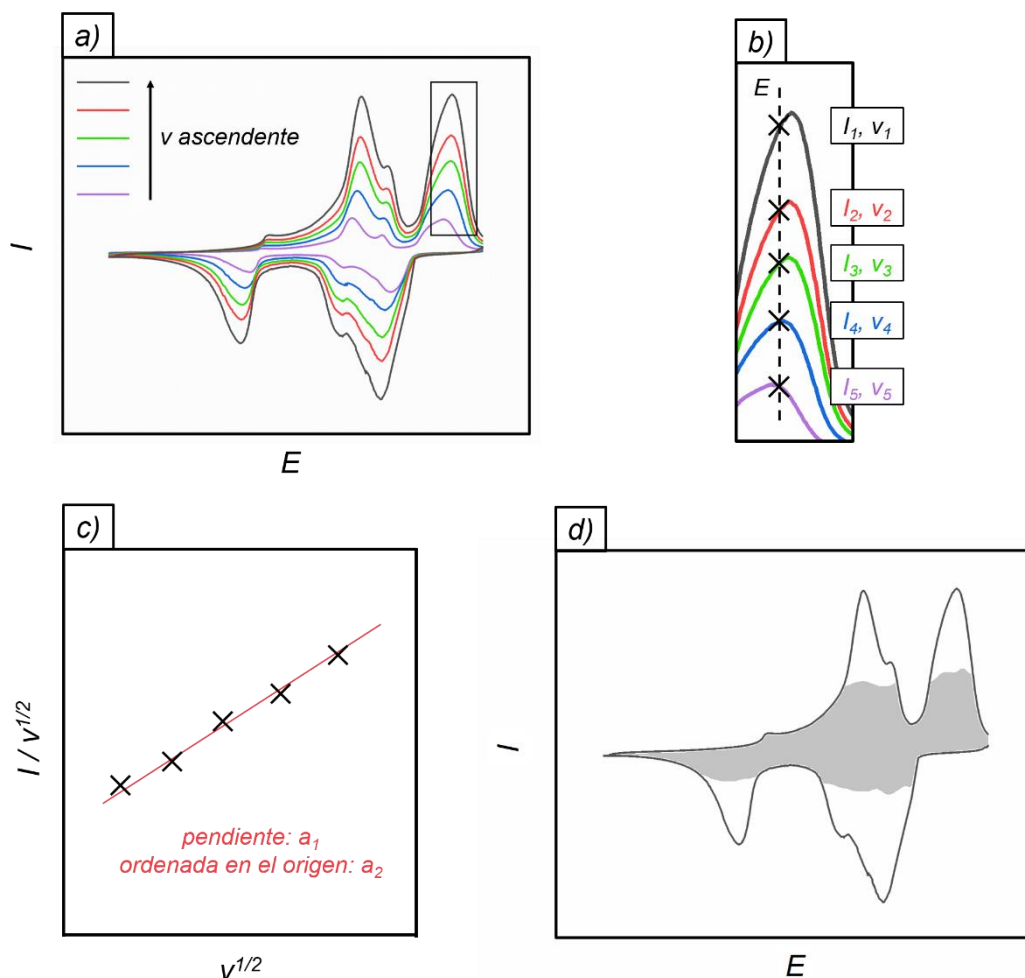 a)
v ascendente
I
E
b)
E
I1, v1
I2, v2
I3, v3
I4, v4
I5, v5
c)
I / v1/2
pendiente: a1
ordenada en el origen: a2
v1/2
d)
I
E